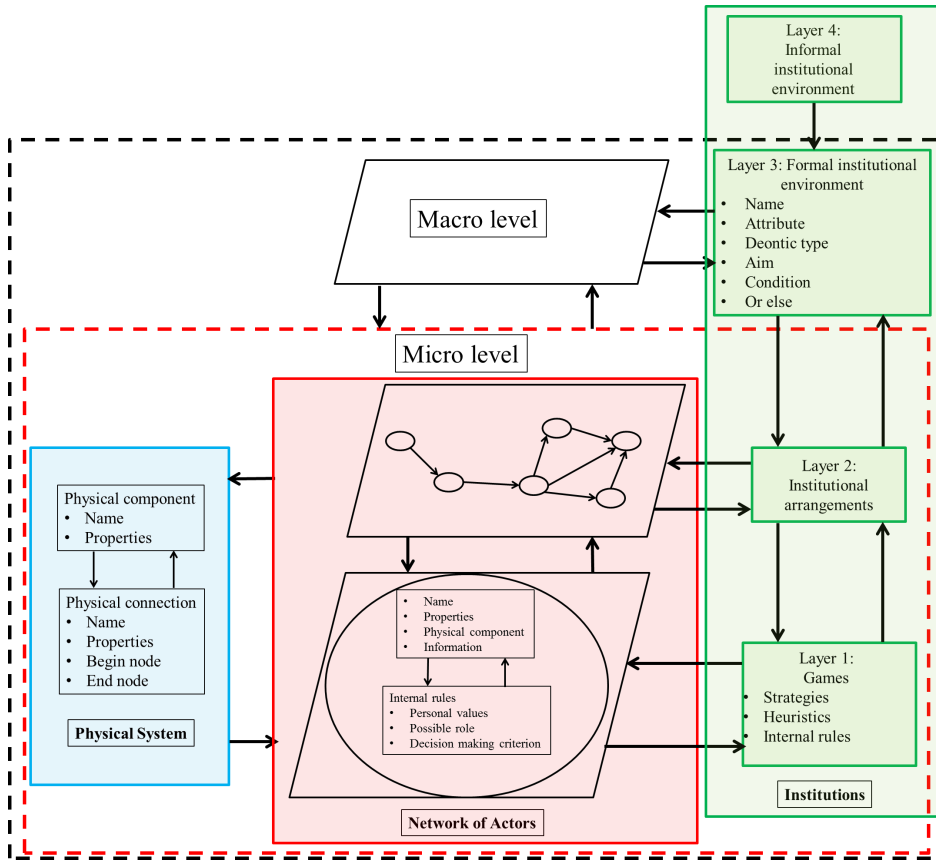 Layer 4:
Informal
institutional
environment
Layer 3: Formal institutional
environment
• Name
• Attribute
• Deontic type
• Aim
• Condition
• Or else
Macro level
Micro level
Layer 2:
Institutional
arrangements
Physical component
• Name
• Properties
Physical connection
• Name
• Properties
• Begin node
• End node
Physical System
• Name
• Properties
• Physical component
• Information
Internal rules
• Personal values
• Possible role
• Decision making criterion
Network of Actors
Layer 1:
Games
• Strategies
• Heuristics
• Internal rules
Institutions